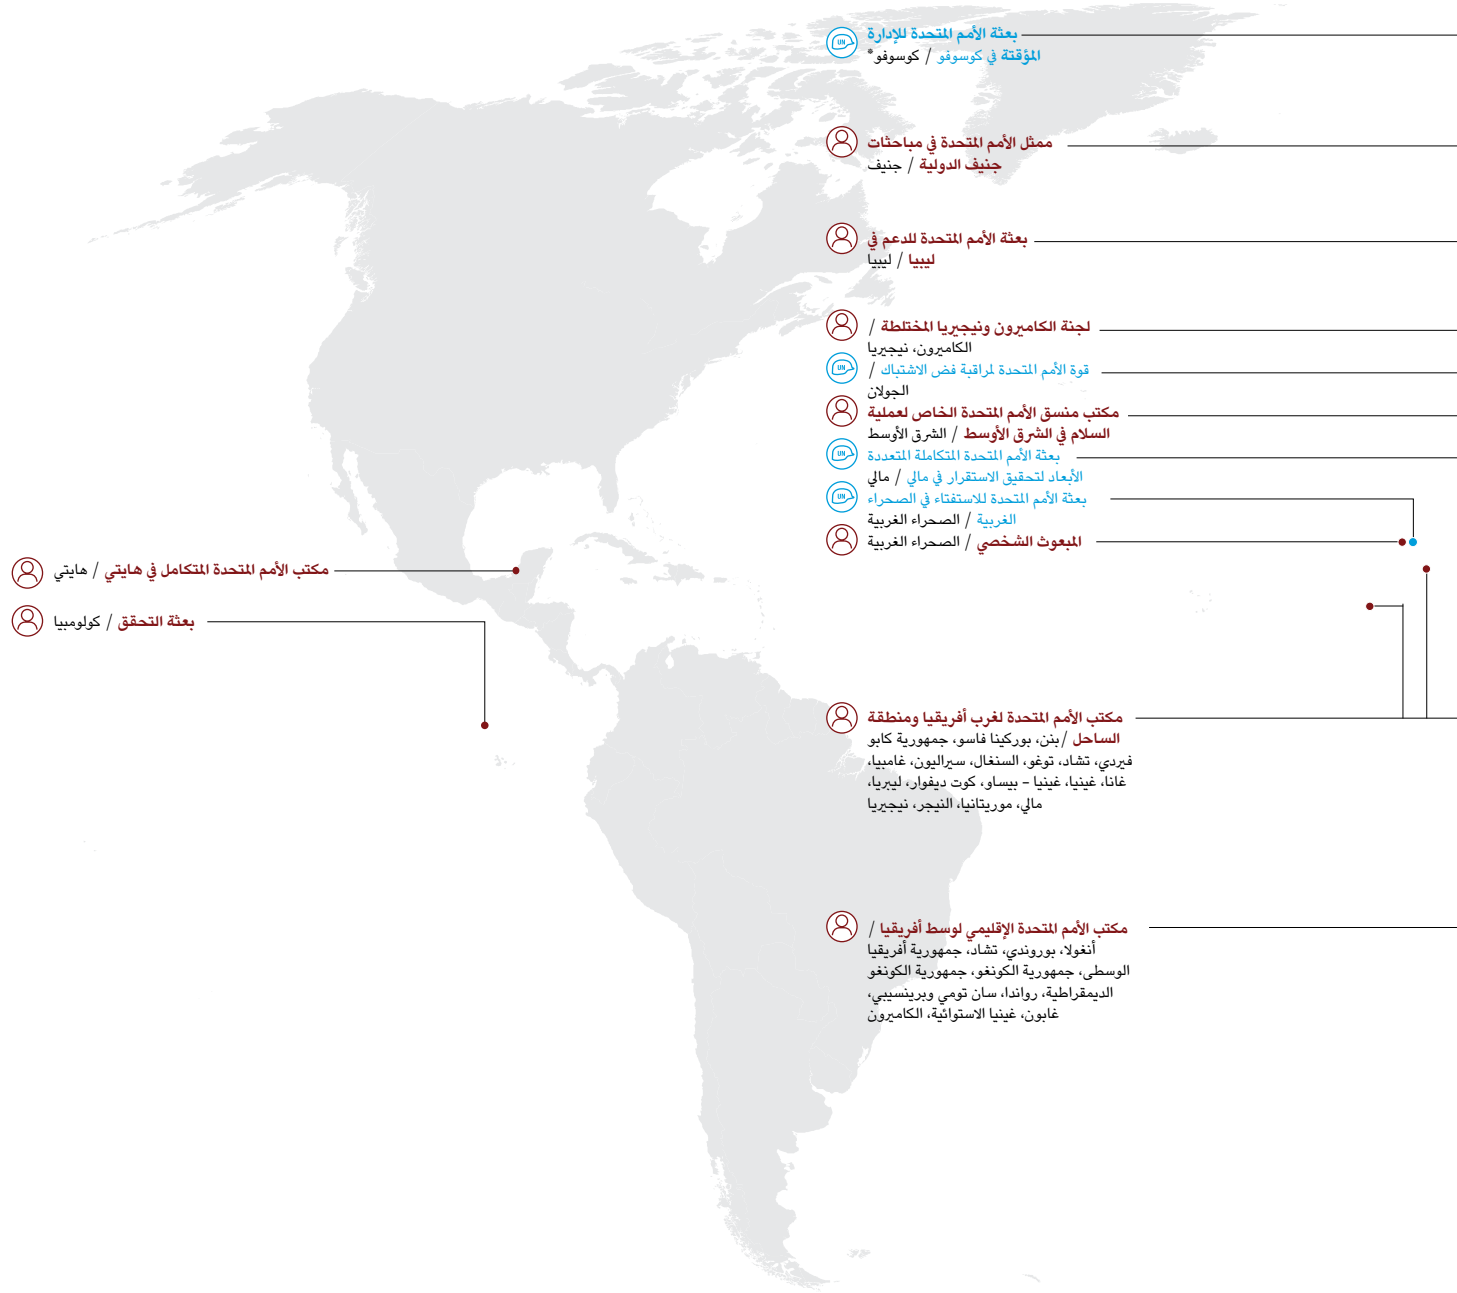 بعثة الأمم المتحدة للإدارة
المؤقتة في كوسوفو / كوسوفو*
ممثل الأمم المتحدة في مباحثات
جنيف الدولية / جنيف
بعثة الأمم المتحدة للدعم في
ليبيا / ليبيا
لجنة الكاميرون ونيجيريا المختلطة /
الكاميرون، نيجيريا
قوة الأمم المتحدة لمراقبة فض الاشتباك /
الجولان
مكتب منسق الأمم المتحدة الخاص لعملية
السلام في الشرق الأوسط / الشرق الأوسط
بعثة الأمم المتحدة المتكاملة المتعددة
الأبعاد لتحقيق الاستقرار في مالي / مالي
بعثة الأمم المتحدة للاستفتاء في الصحراء
الغربية / الصحراء الغربية
المبعوث الشخصي / الصحراء الغربية
مكتب الأمم المتحدة المتكامل في هايتي / هايتي
بعثة التحقق / كولومبيا
مكتب الأمم المتحدة لغرب أفريقيا ومنطقة
الساحل /بنن، بوركينا فاسو، جمهورية كابو
فيردي، تشاد، توغو، السنغال، سيراليون، غامبيا،
غانا، غينيا، غينيا – بيساو، كوت ديفوار، ليبريا،
مالي، موريتانيا، النيجر، نيجيريا
مكتب الأمم المتحدة الإقليمي لوسط أفريقيا /
أنغولا، بوروندي، تشاد، جمهورية أفريقيا
الوسطى، جمهورية الكونغو، جمهورية الكونغو
الديمقراطية، رواندا، سان تومي وبرينسيبي،
غابون، غينيا الاستوائية، الكاميرون
UN
UN
UN
UN